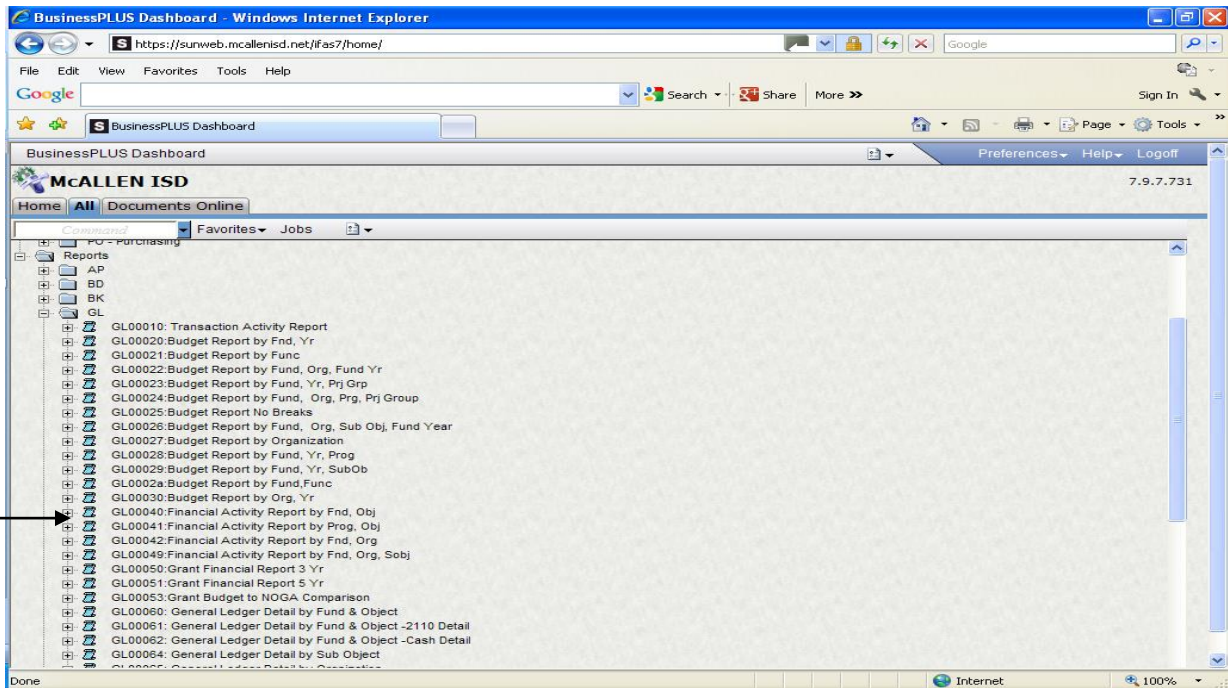 BusinessPLUS Dashboard - Windows Internet Explorer
S https://sunweb.mcallenisd.net/ifas7/home/
Google
File Edit View Favorites Tools Help
Google Search Share More >> Sign In
S BusinessPLUS Dashboard Page Tools >>
BusinessPLUS Dashboard Preferences Help Logoff
McALLEN ISD 7.9.7.731
Home All Documents Online
Command Favorites Jobs
PO - Purchasing
Reports
AP
BD
BK
GL
GL00010: Transaction Activity Report
GL00020:Budget Report by Fnd, Yr
GL00021:Budget Report by Func
GL00022:Budget Report by Fund, Org, Fund Yr
GL00023:Budget Report by Fund, Yr, Prj Grp
GL00024:Budget Report by Fund, Org, Prg, Prj Group
GL00025:Budget Report No Breaks
GL00026:Budget Report by Fund, Org, Sub Obj, Fund Year
GL00027:Budget Report by Organization
GL00028:Budget Report by Fund, Yr, Prog
GL00029:Budget Report by Fund, Yr, SubOb
GL0002a:Budget Report by Fund,Func
GL00030:Budget Report by Org, Yr
GL00040:Financial Activity Report by Fnd, Obj
GL00041:Financial Activity Report by Prog, Obj
GL00042:Financial Activity Report by Fnd, Org
GL00049:Financial Activity Report by Fnd, Org, Sobj
GL00050:Grant Financial Report 3 Yr
GL00051:Grant Financial Report 5 Yr
GL00053:Grant Budget to NOGA Comparison
GL00060: General Ledger Detail by Fund & Object
GL00061: General Ledger Detail by Fund & Object -2110 Detail
GL00062: General Ledger Detail by Fund & Object -Cash Detail
GL00064: General Ledger Detail by Sub Object
Done Internet 100%